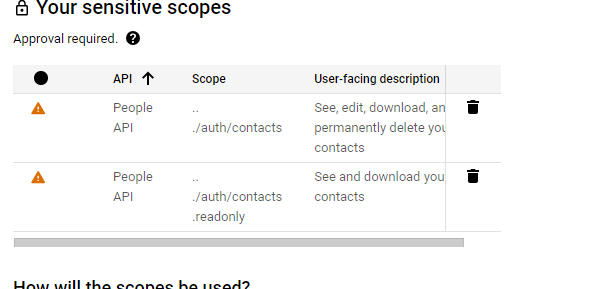 Your sensitive scopes
Approval required.
API Scope User-facing description
People API
..
./auth/contacts
See, edit, download, an
permanently delete you
contacts
People API
..
./auth/contacts
.readonly
See and download you
contacts
How will the scopes be used?